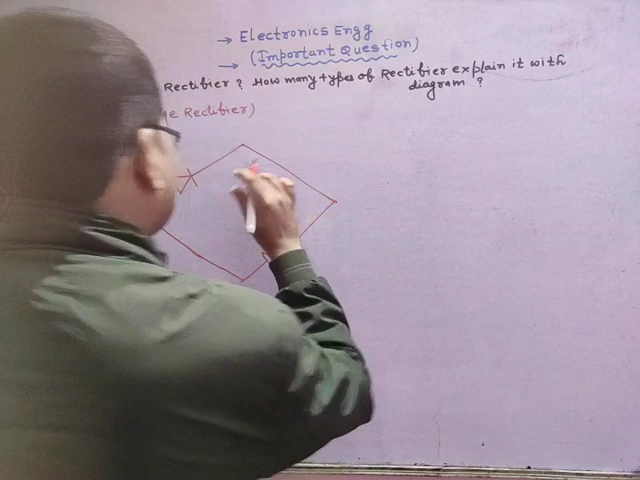 → Electronics Engg
→ (Important Question)
Rectifier ? How many types of Rectifier explain it with
diagram ?
Rectifier)